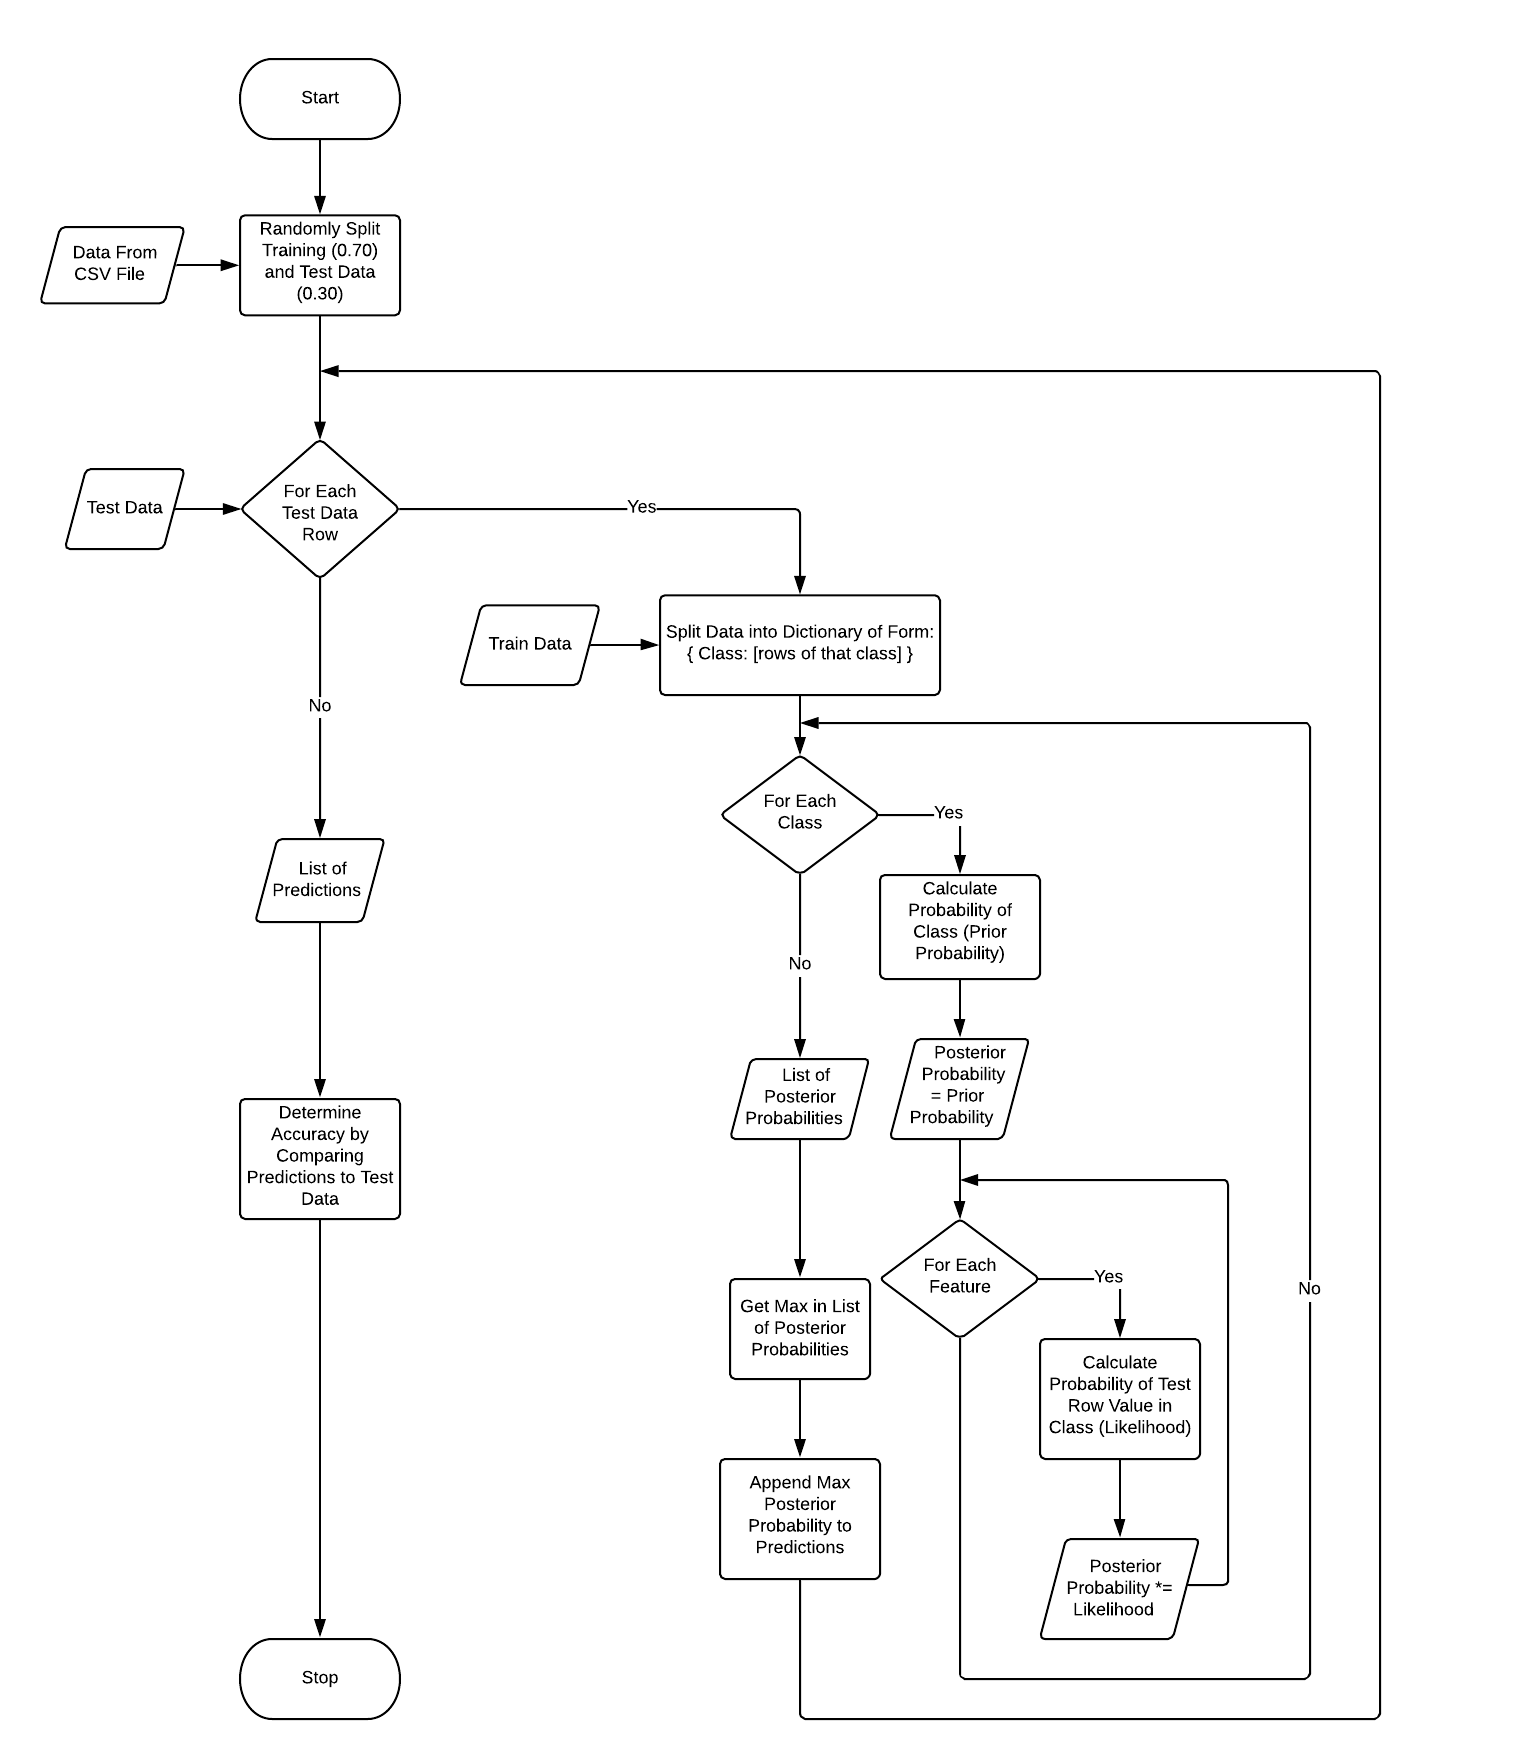 Start
Data From
CSV File
Randomly Split
Training (0.70)
and Test Data
(0.30)
Test Data
For Each
Test Data
Row
Yes
Train Data
Split Data into Dictionary of Form:
{ Class: [rows of that class] }
No
For Each
Class
Yes
List of
Predictions
Calculate
Probability of
Class (Prior
Probability)
No
Posterior
Probability
= Prior
Probability
List of
Posterior
Probabilities
Determine
Accuracy by
Comparing
Predictions to Test
Data
For Each
Feature
Yes
No
Get Max in List
of Posterior
Probabilities
Calculate
Probability of Test
Row Value in
Class (Likelihood)
Append Max
Posterior
Probability to
Predictions
Posterior
Probability *=
Likelihood
Stop